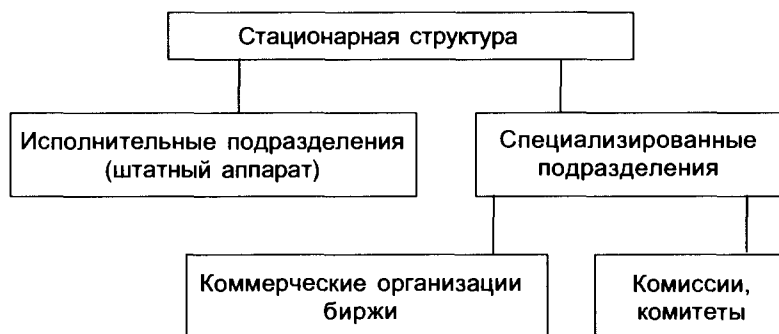 Стационарная структура
Исполнительные подразделения
(штатный аппарат)
Специализированные
подразделения
Коммерческие организации
биржи
Комиссии,
комитеты